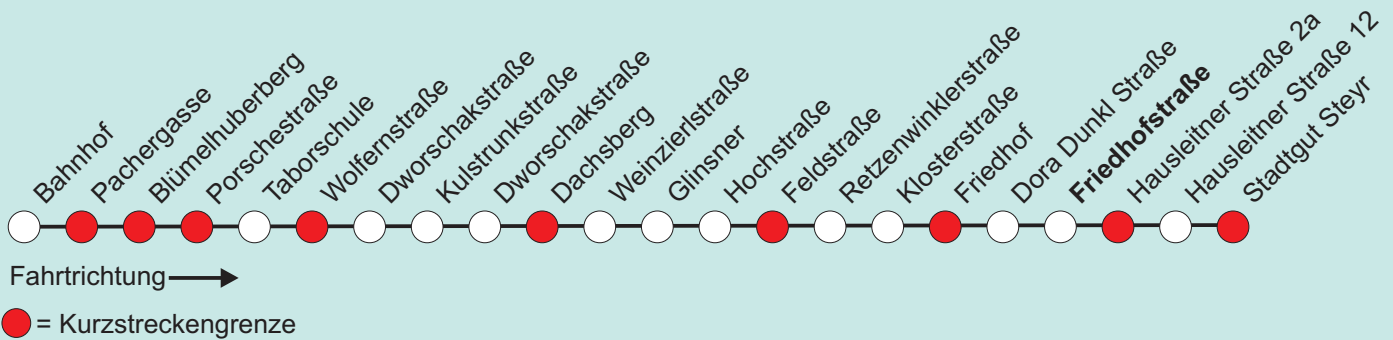 Bahnhof
Pachergasse
Blümelhuberberg
Porschestraße
Taborschule
Wolfernstraße
Dworschakstraße
Kulstrunkstraße
Dworschakstraße
Dachsberg
Weinzierlstraße
Glinsner
Hochstraße
Feldstraße
Retzenwinklerstraße
Klosterstraße
Friedhof
Dora Dunkl Straße
Friedhofstraße
Hausleitner Straße 2a
Hausleitner Straße 12
Stadtgut Steyr
Fahrtrichtung
= Kurzstreckengrenze